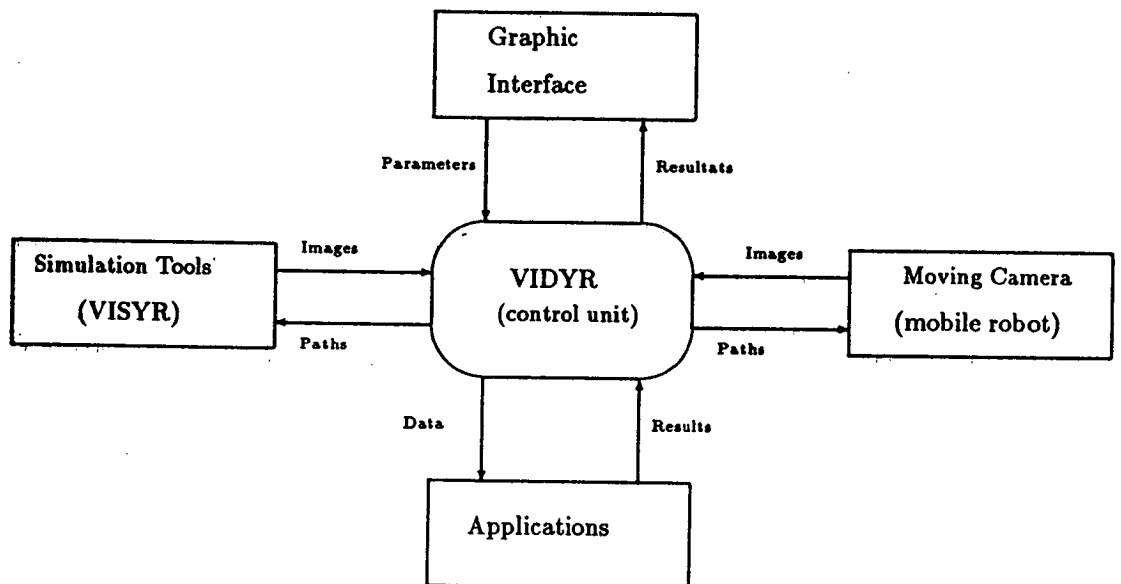 Graphic
Interface
Parameters
Resultats
Simulation Tools
(VISYR)
Images
Paths
VIDYR
(control unit)
Images
Paths
Moving Camera
(mobile robot)
Data
Results
Applications